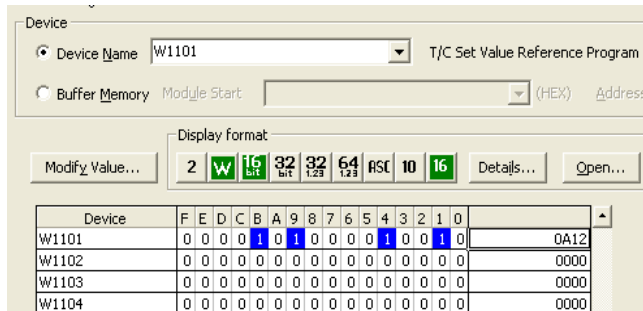 Device
Device Name W1101 T/C Set Value Reference Program
Buffer Memory Module Start (HEX) Address
Display format
Modify Value... 2 W 16 bit 32 bit 32 1.23 64 1.23 ASC 10 16 Details... Open...
Device F E D C B A 9 8 7 6 5 4 3 2 1 0
W1101 0 0 0 0 1 0 1 0 0 0 0 1 0 0 1 0 0A12
W1102 0 0 0 0 0 0 0 0 0 0 0 0 0 0 0 0 0000
W1103 0 0 0 0 0 0 0 0 0 0 0 0 0 0 0 0 0000
W1104 0 0 0 0 0 0 0 0 0 0 0 0 0 0 0 0 0000